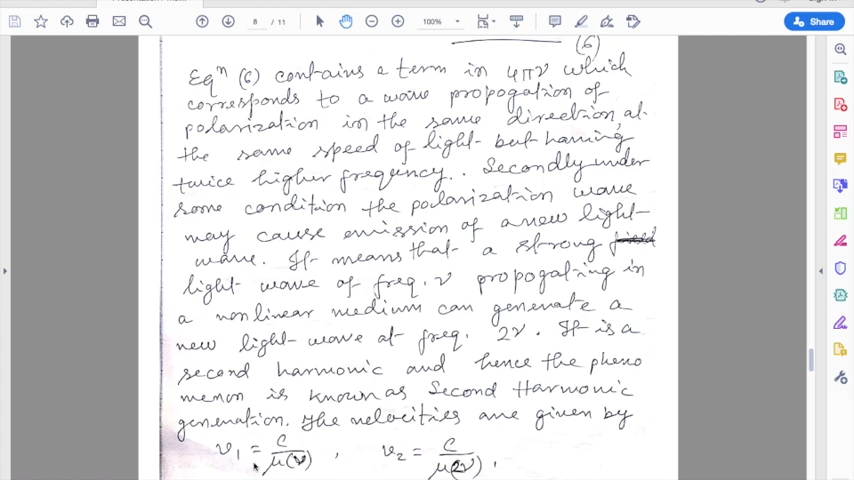 8 / 11
100%
Share
(6)
Eqⁿ (6) contains a term in 4πν which
corresponds to a wave propogation of
polarization in the same direction, at
the same speed of light but having
twice higher frequency. Secondly under
some condition the polarization wave
may cause emission of a new light
wave. It means that a strong
light wave of freq. ν propogating in
a nonlinear medium can generate a
new light wave at freq. 2ν. It is a
second harmonic and hence the pheno
menon is known as Second Harmonic
generation. The velocities are given by
v₁ = c/μ(ν) , v₂ = c/μ(2ν) .